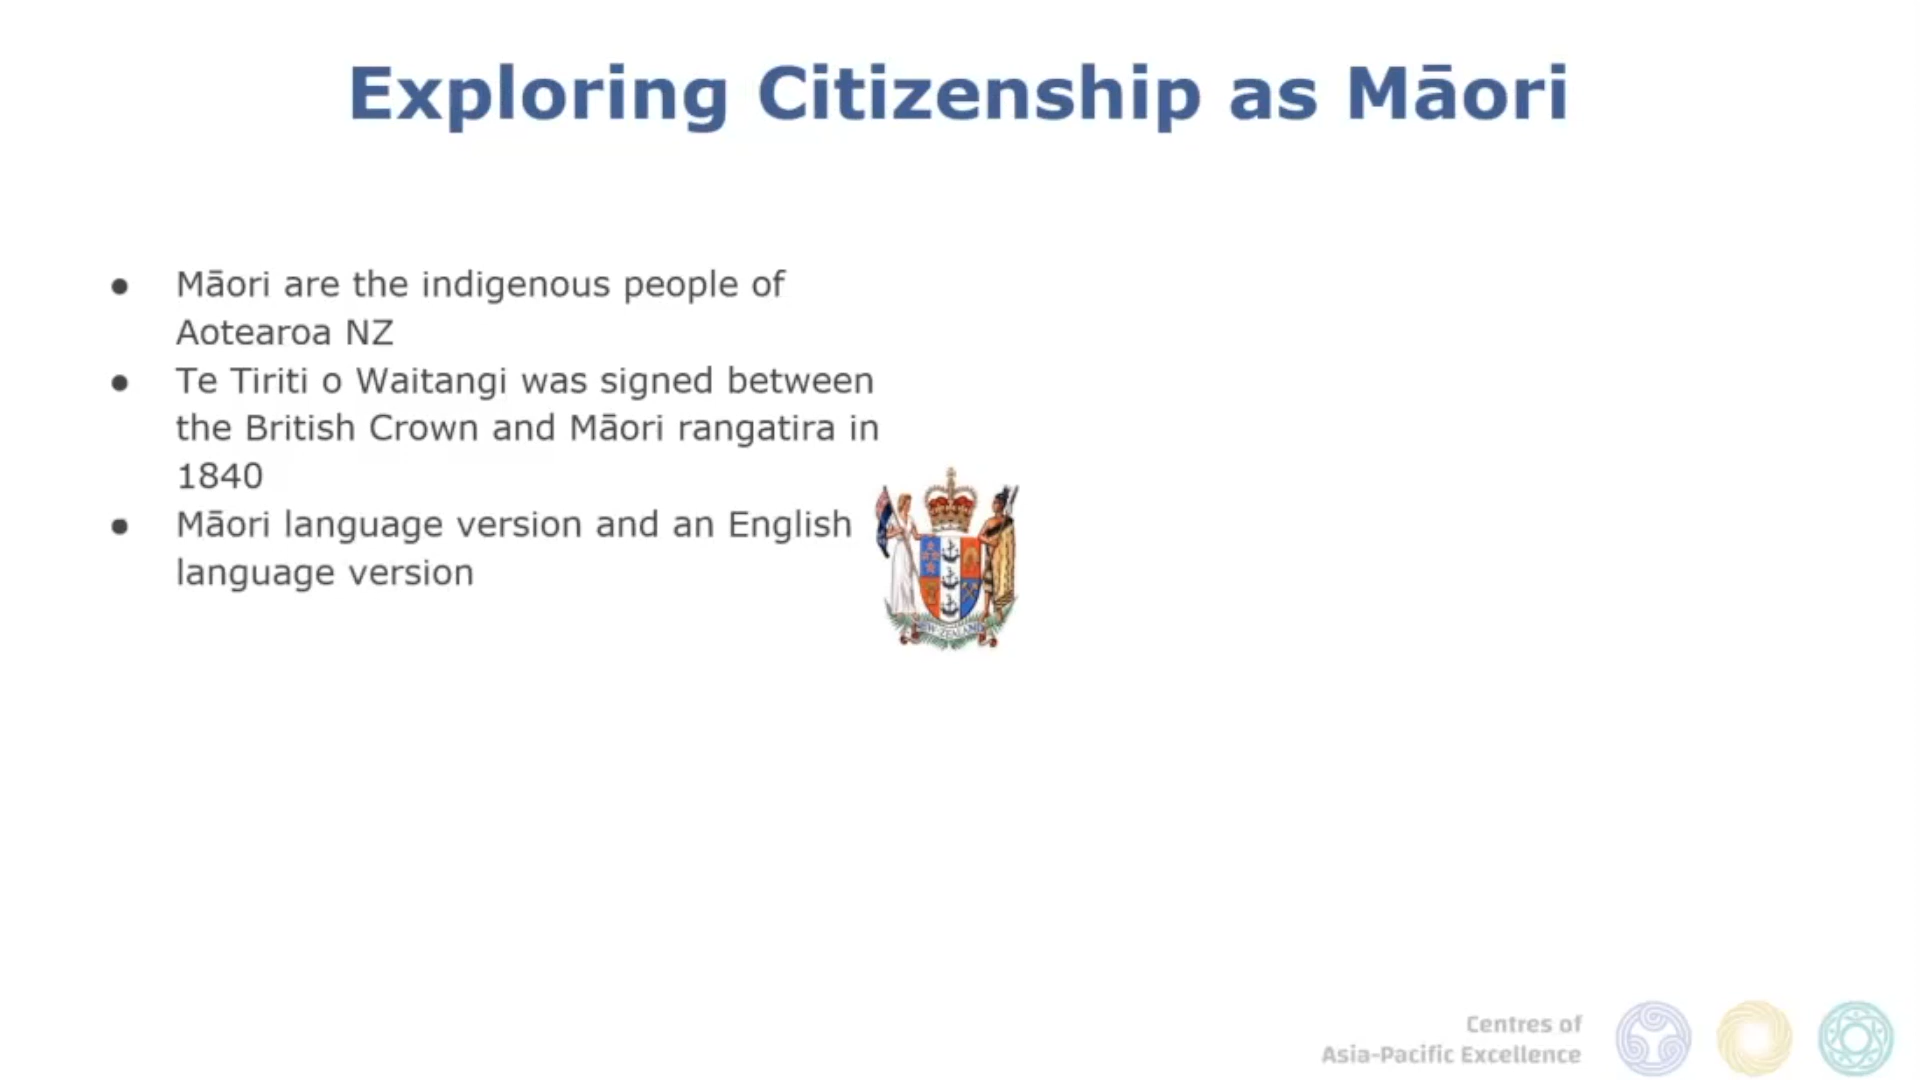 Exploring Citizenship as Māori
● Māori are the indigenous people of
Aotearoa NZ
● Te Tiriti o Waitangi was signed between
the British Crown and Māori rangatira in
1840
● Māori language version and an English
language version
NEW ZEALAND
Centres of
Asia-Pacific Excellence